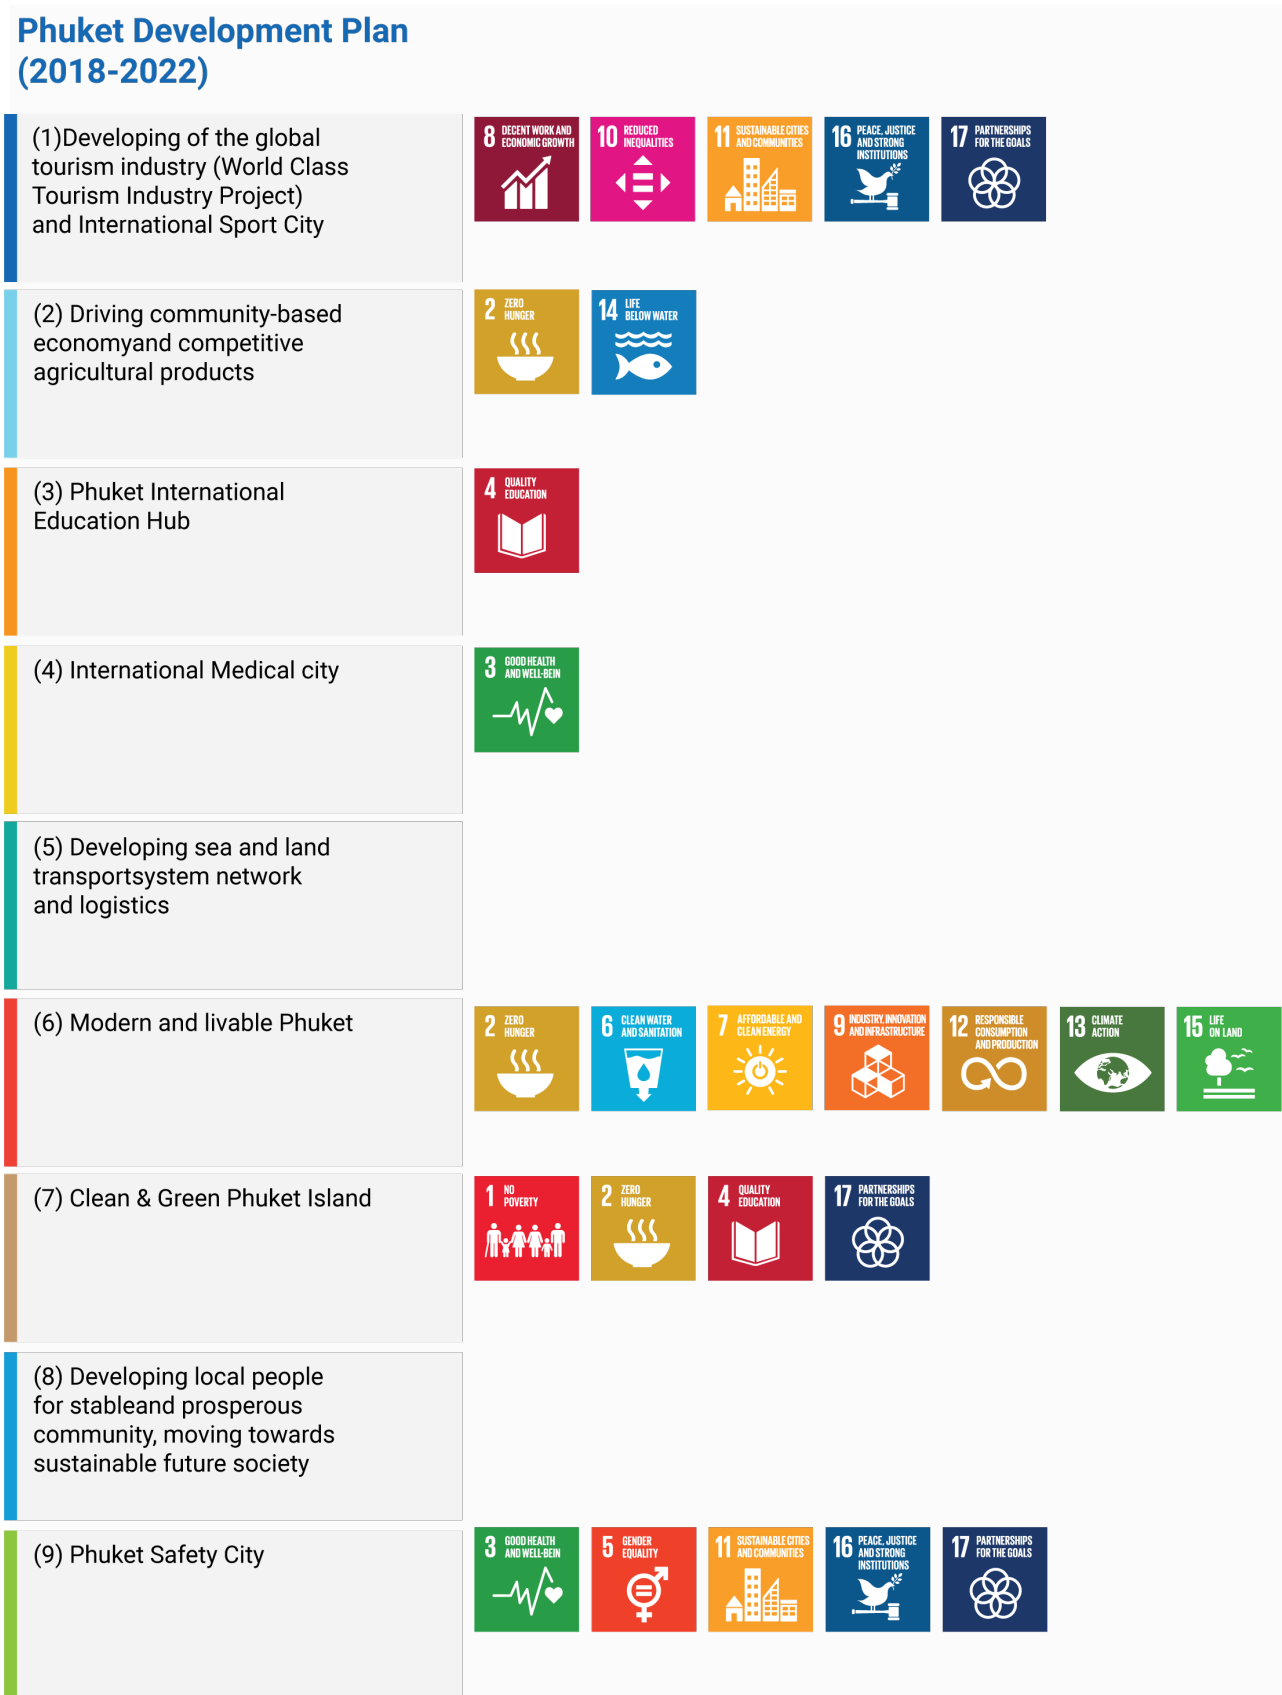 Phuket Development Plan
(2018-2022)
(1)Developing of the global
tourism industry (World Class
Tourism Industry Project)
and International Sport City
8 DECENT WORK AND
ECONOMIC GROWTH
10 REDUCED
INEQUALITIES
11 SUSTAINABLE CITIES
AND COMMUNITIES
16 PEACE, JUSTICE
AND STRONG
INSTITUTIONS
17 PARTNERSHIPS
FOR THE GOALS
(2) Driving community-based
economyand competitive
agricultural products
2 ZERO
HUNGER
14 LIFE
BELOW WATER
(3) Phuket International
Education Hub
4 QUALITY
EDUCATION
(4) International Medical city
3 GOOD HEALTH
AND WELL-BEIN
(5) Developing sea and land
transportsystem network
and logistics
(6) Modern and livable Phuket
2 ZERO
HUNGER
6 CLEAN WATER
AND SANITATION
7 AFFORDABLE AND
CLEAN ENERGY
9 INDUSTRY, INNOVATION
AND INFRASTRUCTURE
12 RESPONSIBLE
CONSUMPTION
AND PRODUCTION
13 CLIMATE
ACTION
15 LIFE
ON LAND
(7) Clean & Green Phuket Island
1 NO
POVERTY
2 ZERO
HUNGER
4 QUALITY
EDUCATION
17 PARTNERSHIPS
FOR THE GOALS
(8) Developing local people
for stableand prosperous
community, moving towards
sustainable future society
(9) Phuket Safety City
3 GOOD HEALTH
AND WELL-BEIN
5 GENDER
EQUALITY
11 SUSTAINABLE CITIES
AND COMMUNITIES
16 PEACE, JUSTICE
AND STRONG
INSTITUTIONS
17 PARTNERSHIPS
FOR THE GOALS